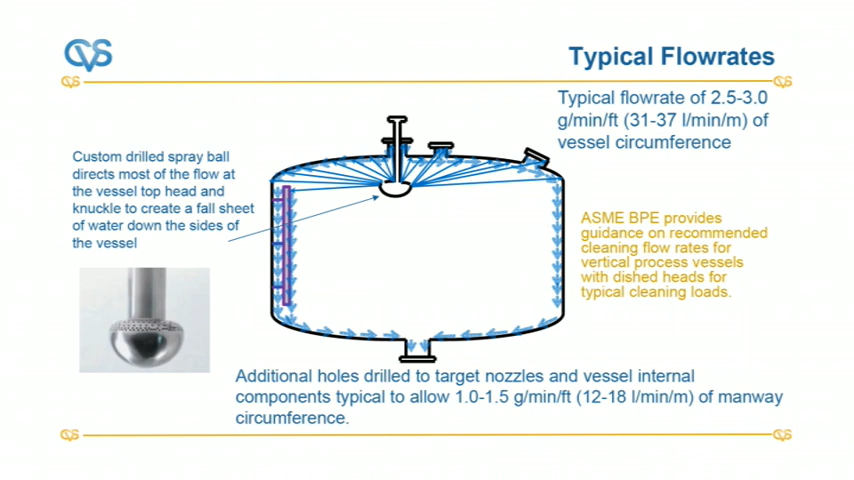 CVS
Typical Flowrates
CVS
CVS
Typical flowrate of 2.5-3.0
g/min/ft (31-37 l/min/m) of
vessel circumference
Custom drilled spray ball
directs most of the flow at
the vessel top head and
knuckle to create a fall sheet
of water down the sides of
the vessel
ASME BPE provides
guidance on recommended
cleaning flow rates for
vertical process vessels
with dished heads for
typical cleaning loads.
Additional holes drilled to target nozzles and vessel internal
components typical to allow 1.0-1.5 g/min/ft (12-18 l/min/m) of manway
circumference.
CVS
CVS